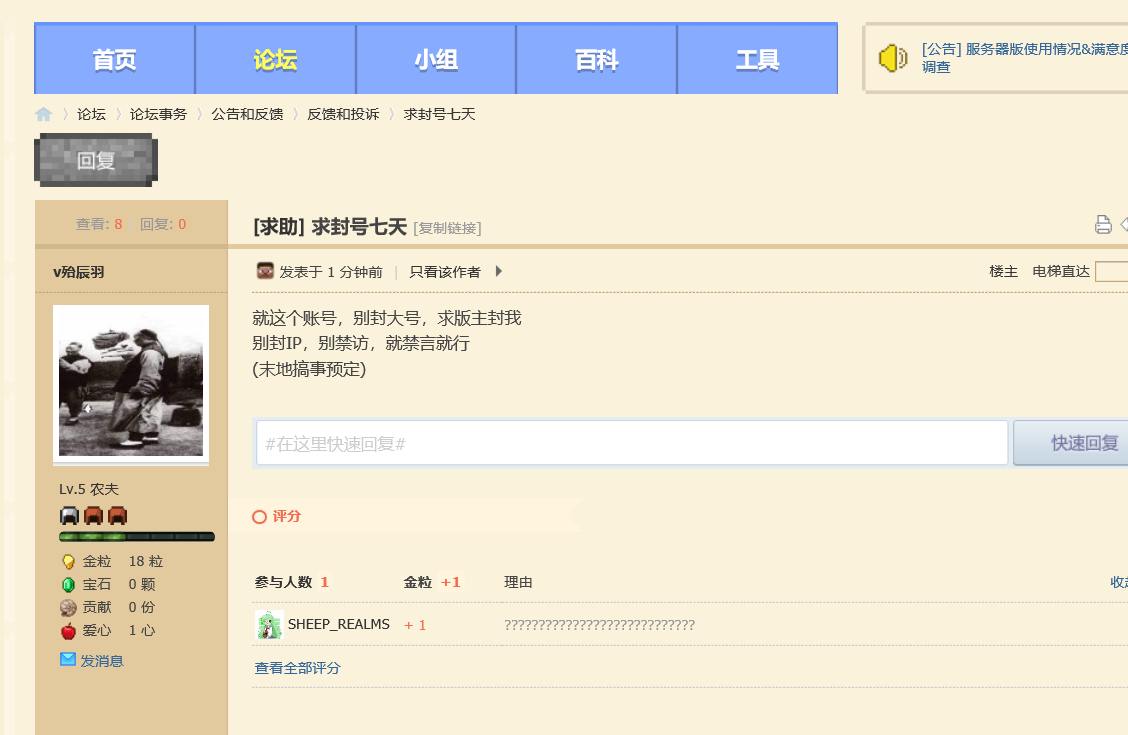 首页 论坛 小组 百科 工具
[公告] 服务器版使用情况&满意度
调查
论坛 论坛事务 公告和反馈 反馈和投诉 求封号七天
回复
查看: 8 回复: 0
[求助] 求封号七天 [复制链接]
v殆辰羽
发表于 1 分钟前 | 只看该作者
楼主 电梯直达
就这个账号，别封大号，求版主封我
别封IP，别禁访，就禁言就行
(末地搞事预定)
#在这里快速回复#
快速回复
Lv.5 农夫
金粒 18 粒
宝石 0 颗
贡献 0 份
爱心 1 心
发消息
评分
参与人数 1 金粒 +1 理由
SHEEP_REALMS + 1 ????????????????????????????
查看全部评分